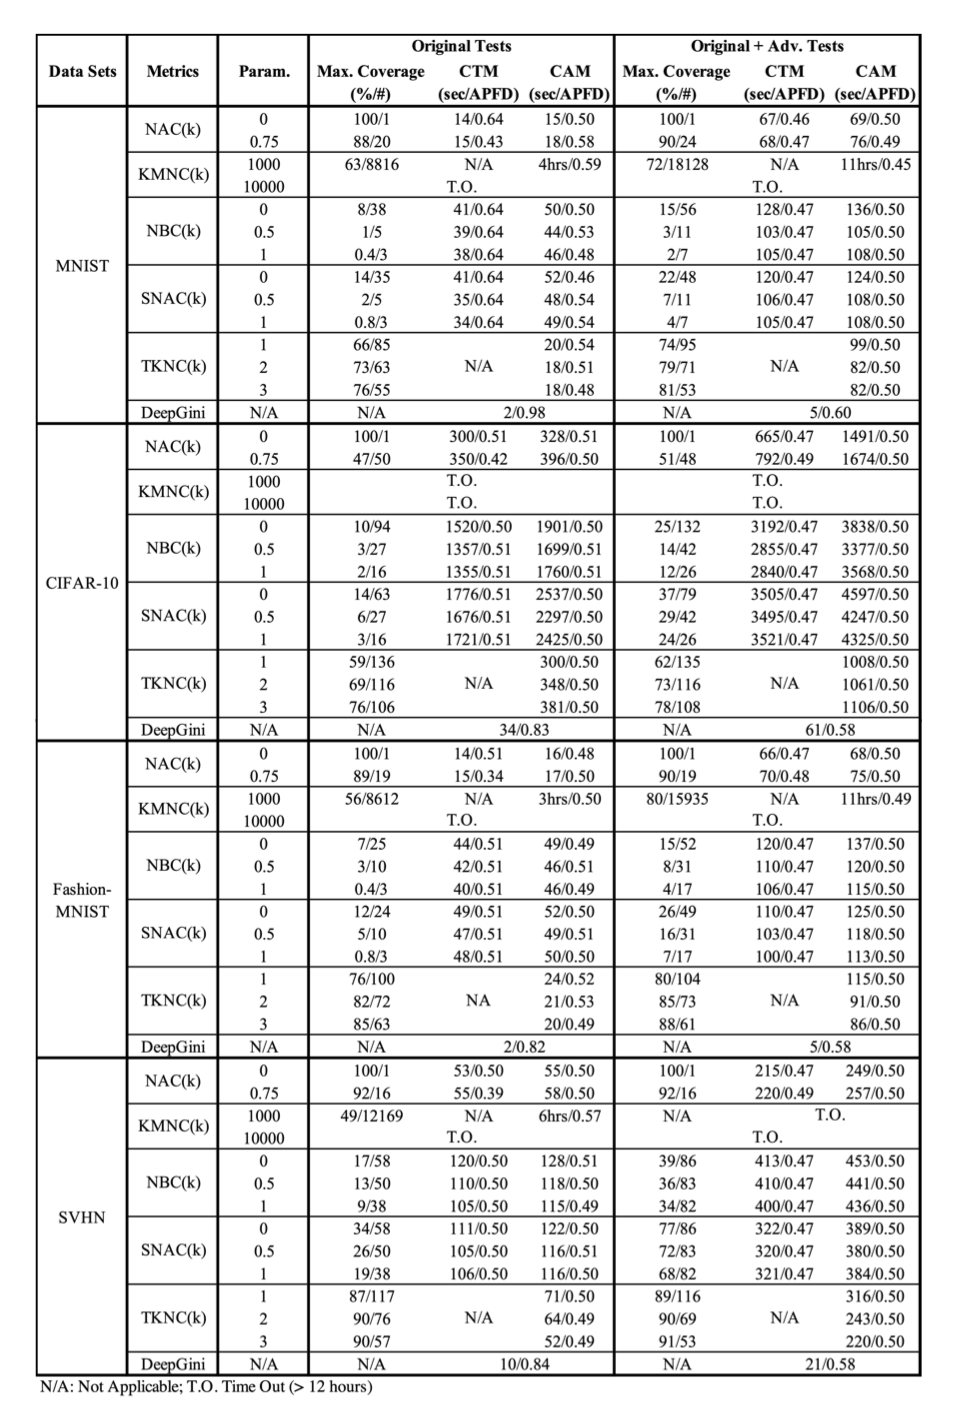 Original Tests Original + Adv. Tests
Data Sets Metrics Param. Max. Coverage CTM CAM Max. Coverage CTM CAM
(%/#) (sec/APFD) (sec/APFD) (%/#) (sec/APFD) (sec/APFD)
MNIST
NAC(k) 0 100/1 14/0.64 15/0.50 100/1 67/0.46 69/0.50
0.75 88/20 15/0.43 18/0.58 90/24 68/0.47 76/0.49
KMNC(k) 1000 63/8816 N/A 4hrs/0.59 72/18128 N/A 11hrs/0.45
10000 T.O. T.O.
NBC(k) 0 8/38 41/0.64 50/0.50 15/56 128/0.47 136/0.50
0.5 1/5 39/0.64 44/0.53 3/11 103/0.47 105/0.50
1 0.4/3 38/0.64 46/0.48 2/7 105/0.47 108/0.50
SNAC(k) 0 14/35 41/0.64 52/0.46 22/48 120/0.47 124/0.50
0.5 2/5 35/0.64 48/0.54 7/11 106/0.47 108/0.50
1 0.8/3 34/0.64 49/0.54 4/7 105/0.47 108/0.50
TKNC(k) 1 66/85 20/0.54 74/95 99/0.50
2 73/63 N/A 18/0.51 79/71 N/A 82/0.50
3 76/55 18/0.48 81/53 82/0.50
DeepGini N/A N/A 2/0.98 N/A 5/0.60
CIFAR-10
NAC(k) 0 100/1 300/0.51 328/0.51 100/1 665/0.47 1491/0.50
0.75 47/50 350/0.42 396/0.50 51/48 792/0.49 1674/0.50
KMNC(k) 1000 T.O. T.O.
10000 T.O. T.O.
NBC(k) 0 10/94 1520/0.50 1901/0.50 25/132 3192/0.47 3838/0.50
0.5 3/27 1357/0.51 1699/0.51 14/42 2855/0.47 3377/0.50
1 2/16 1355/0.51 1760/0.51 12/26 2840/0.47 3568/0.50
SNAC(k) 0 14/63 1776/0.51 2537/0.50 37/79 3505/0.47 4597/0.50
0.5 6/27 1676/0.51 2297/0.50 29/42 3495/0.47 4247/0.50
1 3/16 1721/0.51 2425/0.50 24/26 3521/0.47 4325/0.50
TKNC(k) 1 59/136 300/0.50 62/135 1008/0.50
2 69/116 N/A 348/0.50 73/116 N/A 1061/0.50
3 76/106 381/0.50 78/108 1106/0.50
DeepGini N/A N/A 34/0.83 N/A 61/0.58
Fashion-
MNIST
NAC(k) 0 100/1 14/0.51 16/0.48 100/1 66/0.47 68/0.50
0.75 89/19 15/0.34 17/0.50 90/19 70/0.48 75/0.50
KMNC(k) 1000 56/8612 N/A 3hrs/0.50 80/15935 N/A 11hrs/0.49
10000 T.O. T.O.
NBC(k) 0 7/25 44/0.51 49/0.49 15/52 120/0.47 137/0.50
0.5 3/10 42/0.51 46/0.51 8/31 110/0.47 120/0.50
1 0.4/3 40/0.51 46/0.49 4/17 106/0.47 115/0.50
SNAC(k) 0 12/24 49/0.51 52/0.50 26/49 110/0.47 125/0.50
0.5 5/10 47/0.51 49/0.51 16/31 103/0.47 118/0.50
1 0.8/3 48/0.51 50/0.50 7/17 100/0.47 113/0.50
TKNC(k) 1 76/100 24/0.52 80/104 115/0.50
2 82/72 NA 21/0.53 85/73 N/A 91/0.50
3 85/63 20/0.49 88/61 86/0.50
DeepGini N/A N/A 2/0.82 N/A 5/0.58
SVHN
NAC(k) 0 100/1 53/0.50 55/0.50 100/1 215/0.47 249/0.50
0.75 92/16 55/0.39 58/0.50 92/16 220/0.49 257/0.50
KMNC(k) 1000 49/12169 N/A 6hrs/0.57 N/A T.O.
10000 T.O. T.O.
NBC(k) 0 17/58 120/0.50 128/0.51 39/86 413/0.47 453/0.50
0.5 13/50 110/0.50 118/0.50 36/83 410/0.47 441/0.50
1 9/38 105/0.50 115/0.49 34/82 400/0.47 436/0.50
SNAC(k) 0 34/58 111/0.50 122/0.50 77/86 322/0.47 389/0.50
0.5 26/50 105/0.50 116/0.51 72/83 320/0.47 380/0.50
1 19/38 106/0.50 116/0.50 68/82 321/0.47 384/0.50
TKNC(k) 1 87/117 71/0.50 89/116 316/0.50
2 90/76 N/A 64/0.49 90/69 N/A 243/0.50
3 90/57 52/0.49 91/53 220/0.50
DeepGini N/A N/A 10/0.84 N/A 21/0.58
N/A: Not Applicable; T.O. Time Out (> 12 hours)